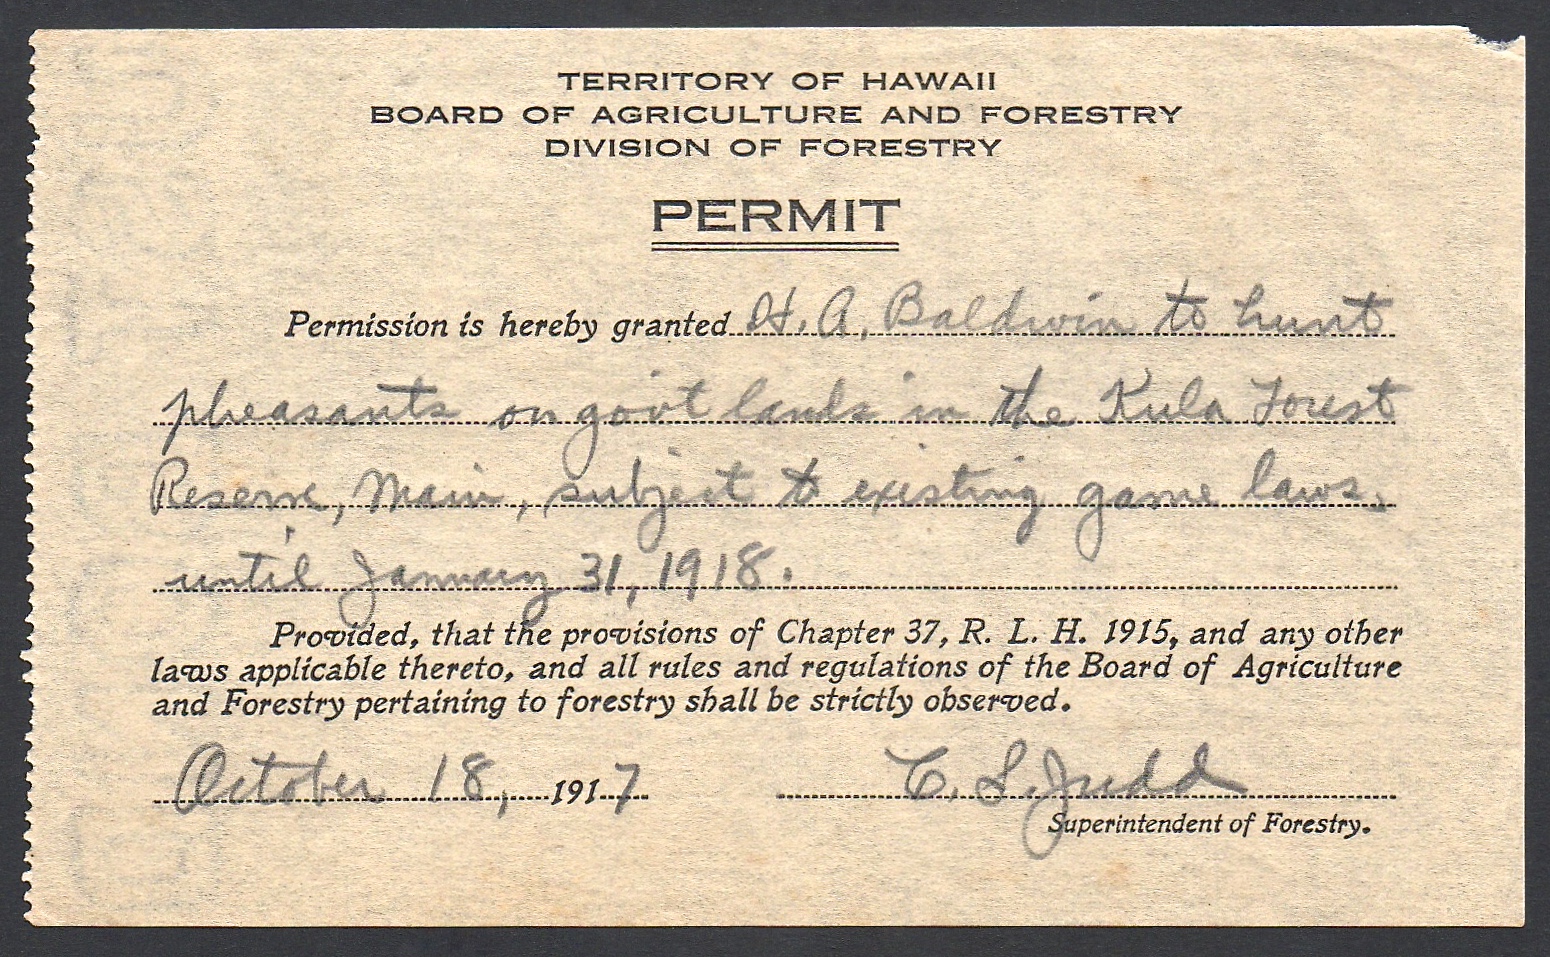 TERRITORY OF HAWAII
BOARD OF AGRICULTURE AND FORESTRY
DIVISION OF FORESTRY
PERMIT
Permission is hereby granted H. A. Baldwin to hunt
pheasants on gov't lands in the Kula Forest
Reserve, Maui, subject to existing game laws,
until January 31, 1918.
Provided, that the provisions of Chapter 37, R. L. H. 1915, and any other
laws applicable thereto, and all rules and regulations of the Board of Agriculture
and Forestry pertaining to forestry shall be strictly observed.
October 18, 1917 C. S. Judd
Superintendent of Forestry.